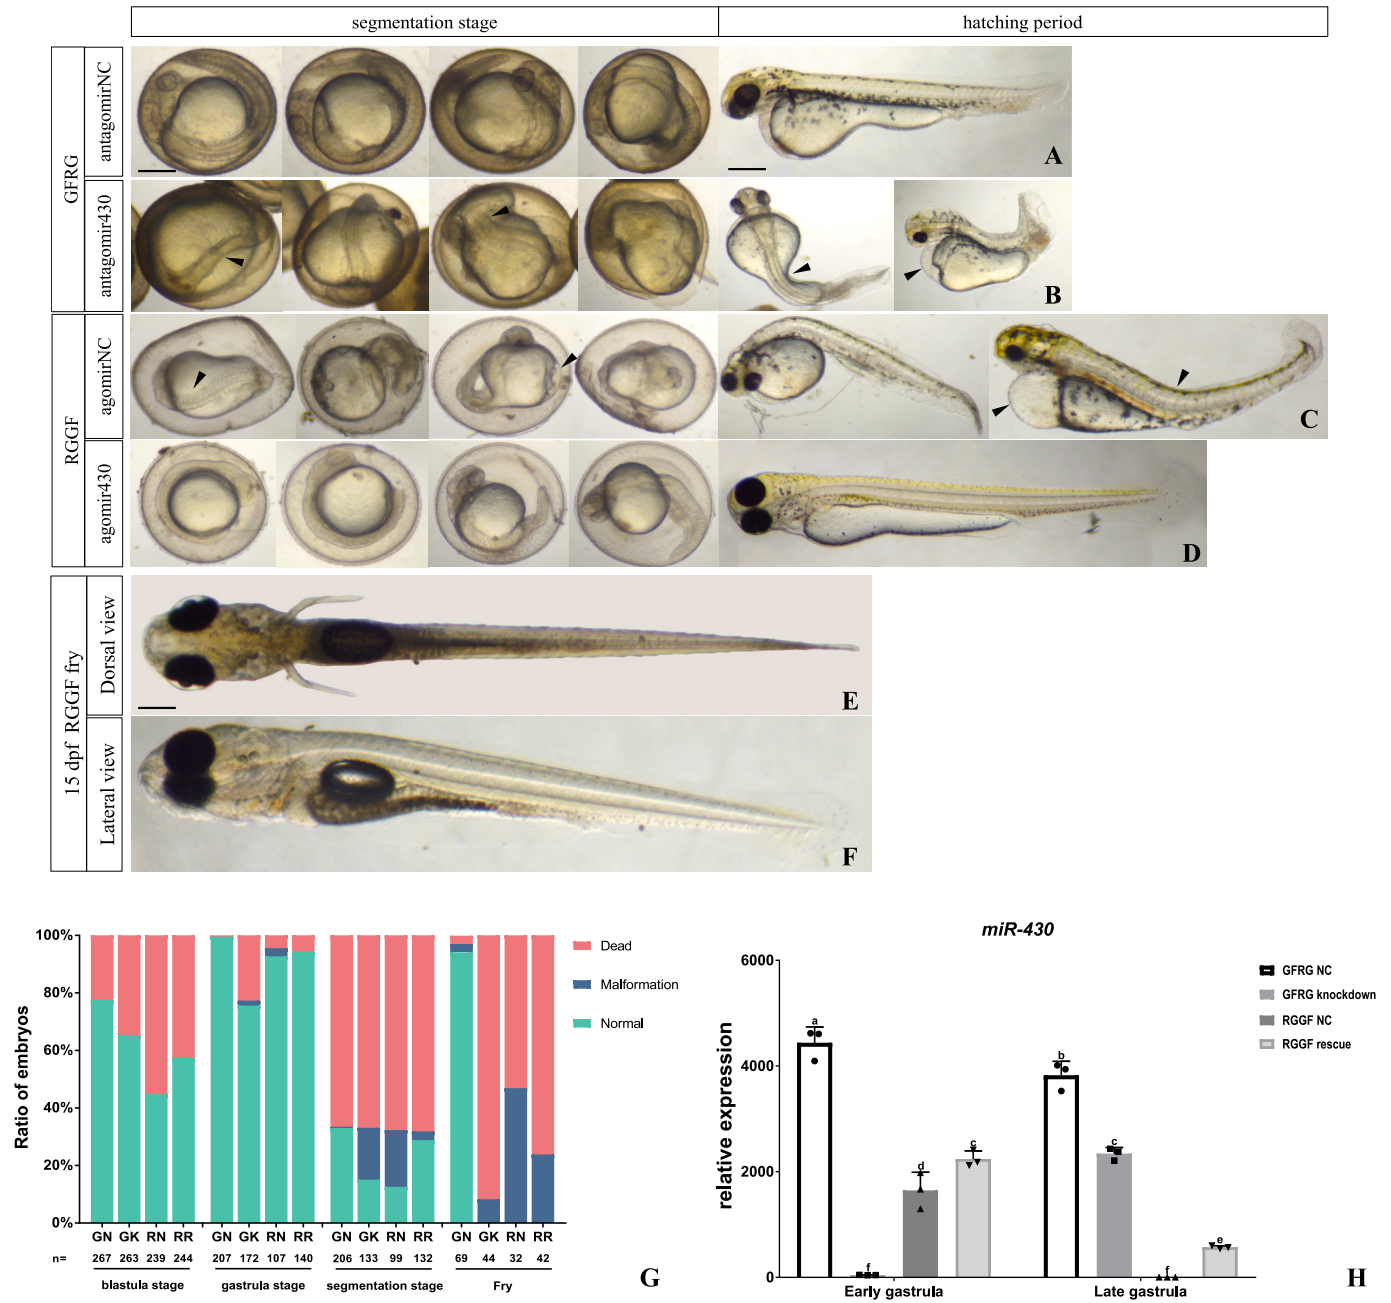 segmentation stage
hatching period
GFRG
antagomirNC
A
antagomir430
B
RGGF
agomirNC
C
agomir430
D
15 dpf RGGF fry
Dorsal view
E
Lateral view
F
100%
80%
60%
40%
20%
0%
Ratio of embryos
Dead
Malformation
Normal
GN GK RN RR GN GK RN RR GN GK RN RR GN GK RN RR
n= 267 263 239 244 207 172 107 140 206 133 99 132 69 44 32 42
blastula stage gastrula stage segmentation stage Fry
G
miR-430
6000
4000
2000
0
relative expression
a
f
d
c
b
c
f
e
GFRG NC
GFRG knockdown
RGGF NC
RGGF rescue
Early gastrula Late gastrula
H